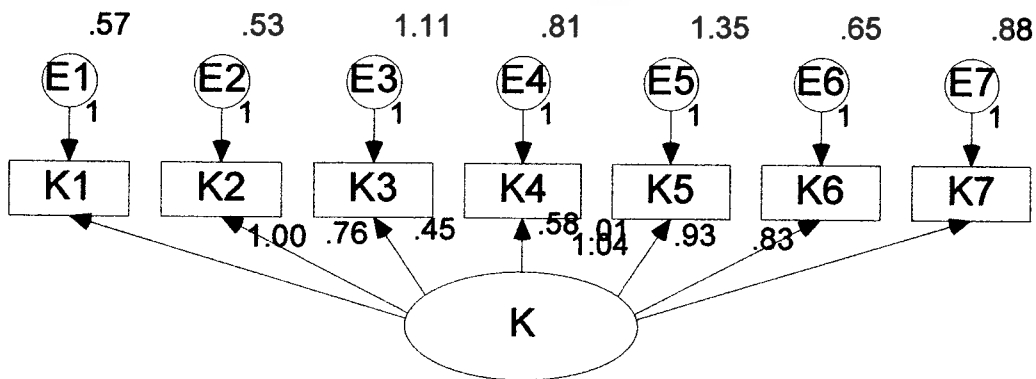 .57 .53 1.11 .81 1.35 .65 .88
E1 E2 E3 E4 E5 E6 E7
1 1 1 1 1 1 1
K1 K2 K3 K4 K5 K6 K7
1.00 .76 .45 .58 .91 .93 .83
1.04
K